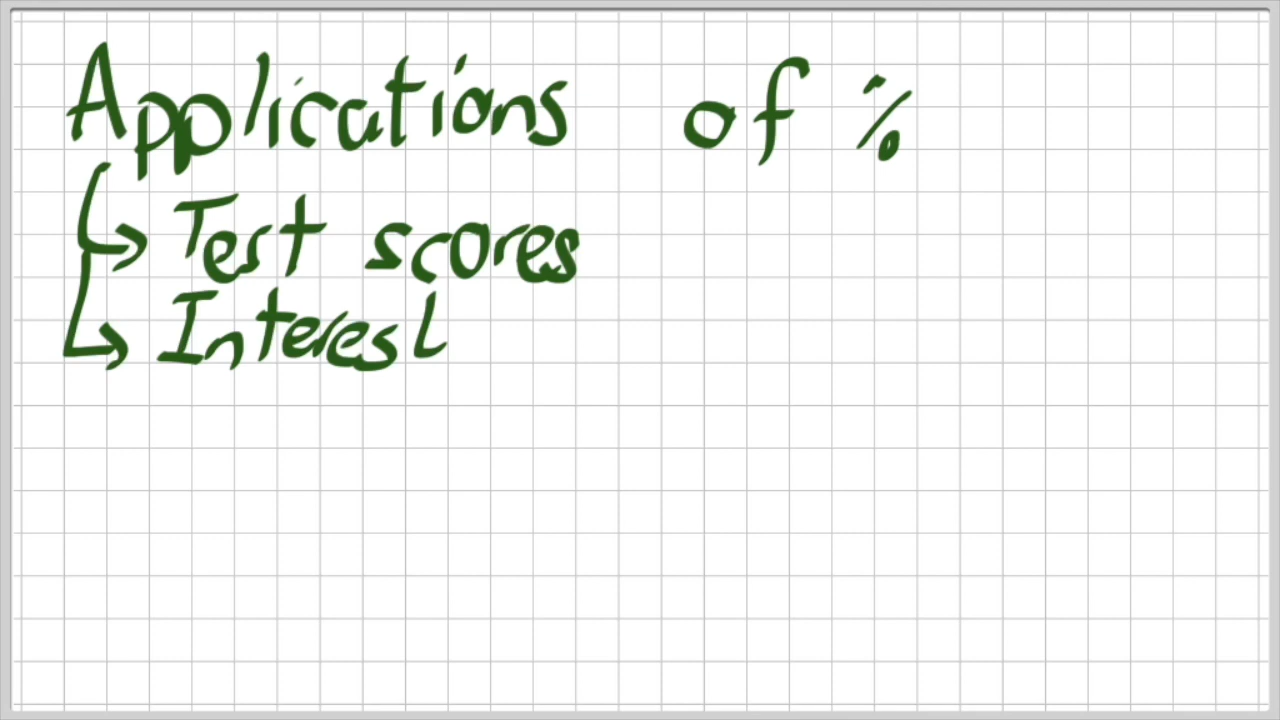 Applications of %
↳ Test scores
↳ Interest